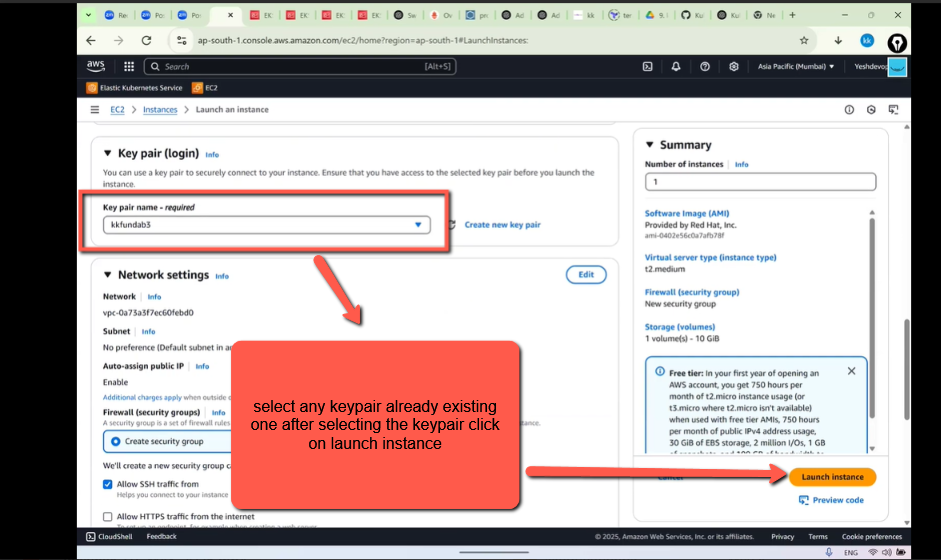 Re
Po
Po
EK
EK
EK
EK
Sw
Ov
pn
Ad
Ad
kk
ter
9.
Ku
Ku
Ne
ap-south-1.console.aws.amazon.com/ec2/home?region=ap-south-1#LaunchInstances:
kk
aws
Search
[Alt+S]
Asia Pacific (Mumbai)
Yeshdevop
Elastic Kubernetes Service
EC2
EC2 > Instances > Launch an instance
Key pair (login) Info
You can use a key pair to securely connect to your instance. Ensure that you have access to the selected key pair before you launch the
instance.
Key pair name - required
kkfundab3
Create new key pair
Network settings Info
Edit
Network Info
vpc-0a73a3f7ec60febd0
Subnet Info
No preference (Default subnet in
Auto-assign public IP Info
Enable
Additional charges apply when outside
Firewall (security groups) Info
A security group is a set of firewall rules
instance.
Create security group
We'll create a new security group
Allow SSH traffic from
Helps you connect to your instance
Allow HTTPS traffic from the internet
select any keypair already existing
one after selecting the keypair click
on launch instance
Summary
Number of instances Info
1
Software Image (AMI)
Provided by Red Hat, Inc.
ami-0402e56c0a7afb78f
Virtual server type (instance type)
t2.medium
Firewall (security group)
New security group
Storage (volumes)
1 volume(s) - 10 GiB
Free tier: In your first year of opening an
AWS account, you get 750 hours per
month of t2.micro instance usage (or
t3.micro where t2.micro isn't available)
when used with free tier AMIs, 750 hours
per month of public IPv4 address usage,
30 GiB of EBS storage, 2 million I/Os, 1 GB
Cancel
Launch instance
Preview code
CloudShell
Feedback
© 2025, Amazon Web Services, Inc. or its affiliates.
Privacy
Terms
Cookie preferences
ENG